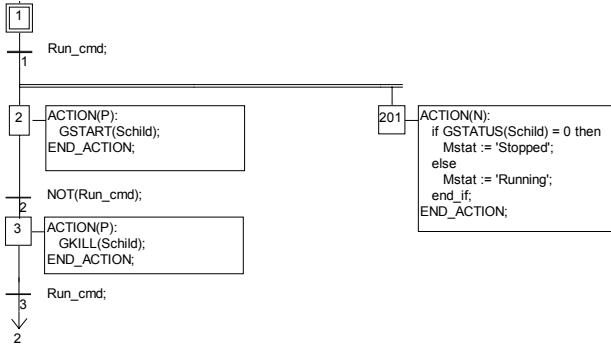 1
Run_cmd;
1
2
ACTION(P):
GSTART(Schild);
END_ACTION;
201
ACTION(N):
if GSTATUS(Schild) = 0 then
Mstat := 'Stopped';
else
Mstat := 'Running';
end_if;
END_ACTION;
NOT(Run_cmd);
2
3
ACTION(P):
GKILL(Schild);
END_ACTION;
Run_cmd;
3
2